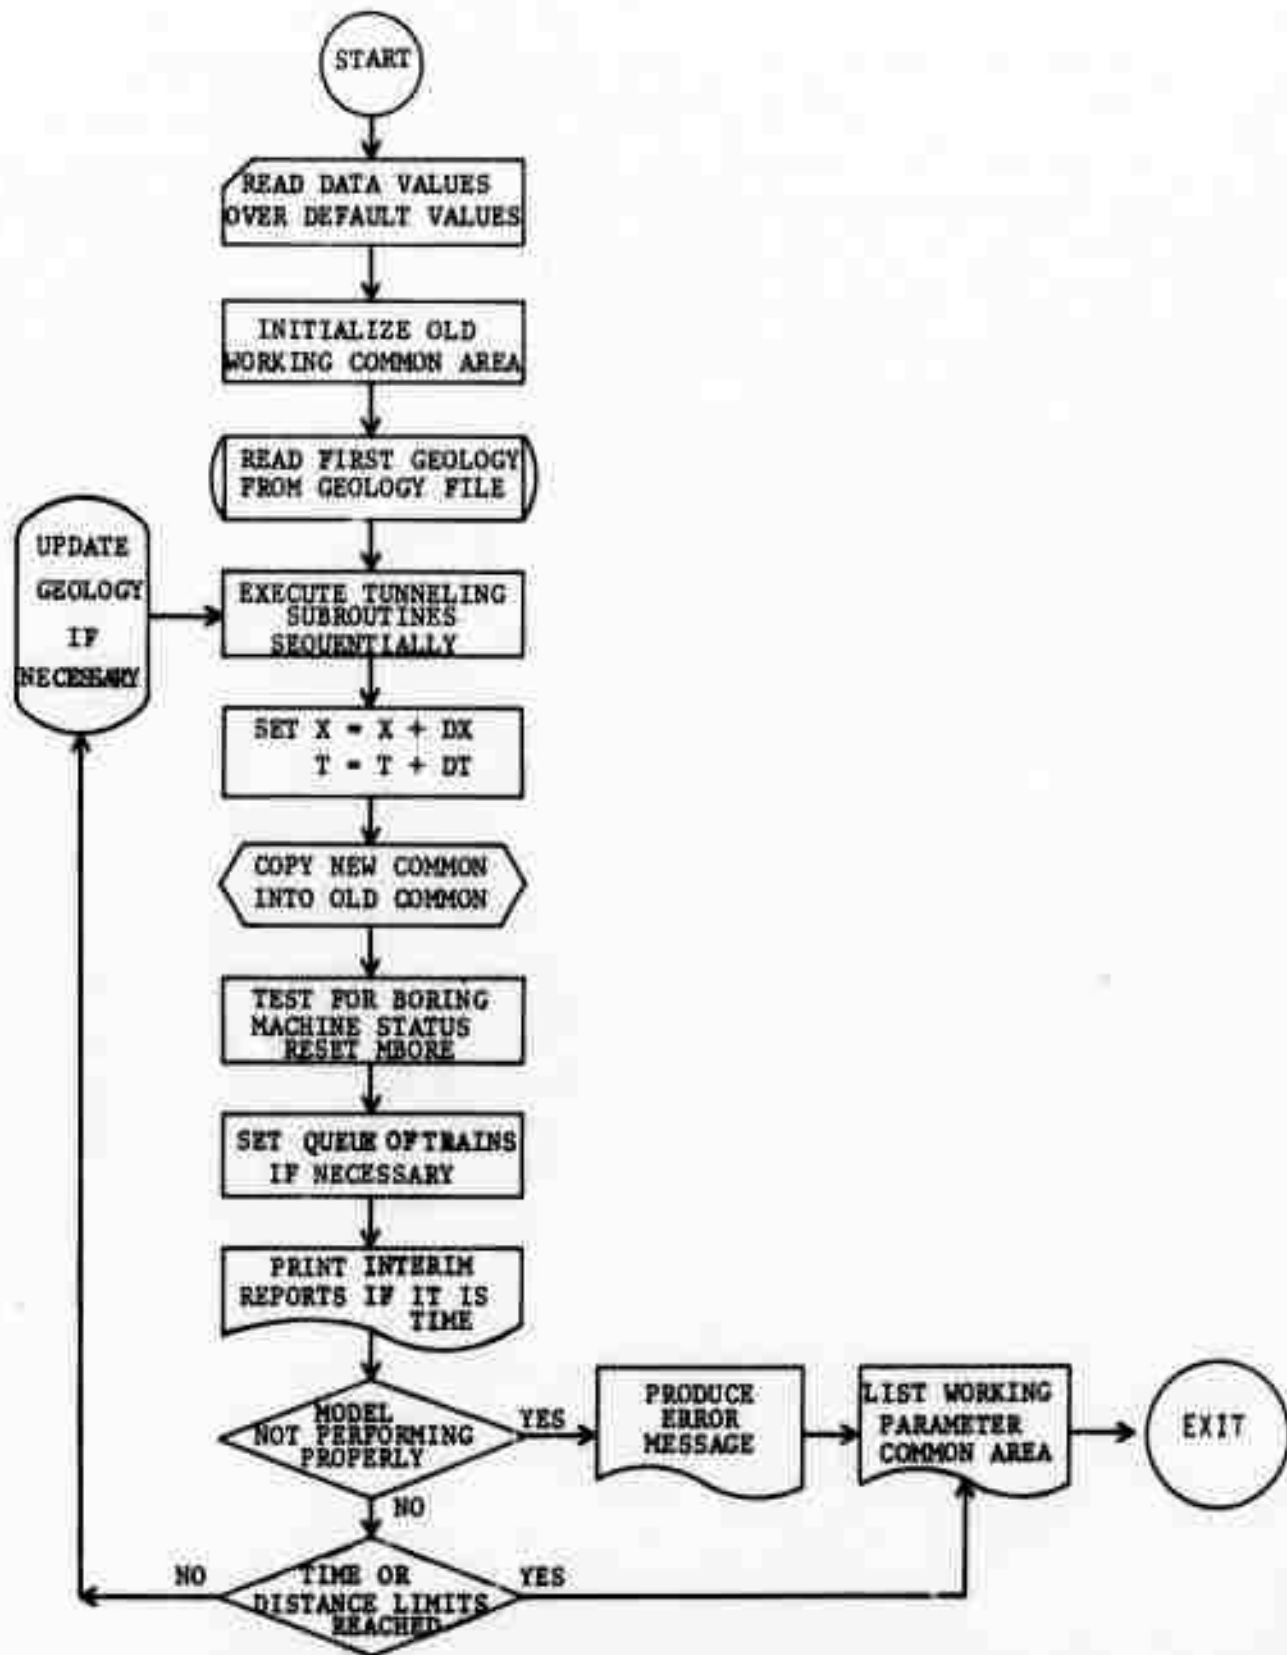 START
READ DATA VALUES
OVER DEFAULT VALUES
INITIALIZE OLD
WORKING COMMON AREA
READ FIRST GEOLOGY
FROM GEOLOGY FILE
UPDATE
GEOLOGY
IF
NECESSARY
EXECUTE TUNNELING
SUBROUTINES
SEQUENTIALLY
SET X = X + DX
T = T + DT
COPY NEW COMMON
INTO OLD COMMON
TEST FOR BORING
MACHINE STATUS
RESET MBORE
SET QUEUE OF TRAINS
IF NECESSARY
PRINT INTERIM
REPORTS IF IT IS
TIME
MODEL
NOT PERFORMING
PROPERLY
YES
PRODUCE
ERROR
MESSAGE
LIST WORKING
PARAMETER
COMMON AREA
EXIT
NO
TIME OR
DISTANCE LIMITS
REACHED
NO
YES